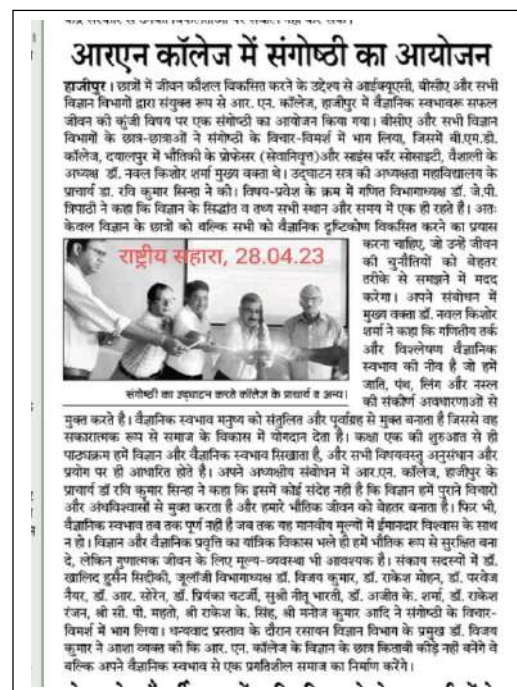 आरएन कॉलेज में संगोष्ठी का आयोजन
हाजीपुर। छात्रों में जीवन कौशल विकसित करने के उद्देश्य से आईक्यूएसी, बीसीए और सभी
विज्ञान विभागों द्वारा संयुक्त रूप से आर. एन. कॉलेज, हाजीपुर में वैज्ञानिक स्वभावरू सफल
जीवन की कुंजी विषय पर एक संगोष्ठी का आयोजन किया गया। बीसीए और सभी विज्ञान
विभागों के छात्र-छात्राओं ने संगोष्ठी के विचार-विमर्श में भाग लिया, जिसमें बी.एम.डी.
कॉलेज, दयालपुर में भौतिकी के प्रोफेसर (सेवानिवृत्त)और साइंस फॉर सोसाइटी, वैशाली के
अध्यक्ष डॉ. नवल किशोर शर्मा मुख्य वक्ता थे। उद्घाटन सत्र की अध्यक्षता महाविद्यालय के
प्राचार्य डा. रवि कुमार सिन्हा ने की। विषय-प्रवेश के क्रम में गणित विभागाध्यक्ष डॉ. जे.पी.
त्रिपाठी ने कहा कि विज्ञान के सिद्धांत व तथ्य सभी स्थान और समय में एक ही रहते है। अतः
केवल विज्ञान के छात्रों को बल्कि सभी को वैज्ञानिक दृष्टिकोण विकसित करने का प्रयास
करना चाहिए, जो उन्हें जीवन
की चुनौतियों को बेहतर
तरीके से समझने में मदद
करेगा। अपने संबोधन में
मुख्य वक्ता डॉ. नवल किशोर
शर्मा ने कहा कि गणितीय तर्क
और विश्लेषण वैज्ञानिक
स्वभाव की नींव है जो हमें
जाति, पंथ, लिंग और नस्ल
की संकीर्ण अवधारणाओं से
राष्ट्रीय सहारा, 28.04.23
संगोष्ठी का उद्घाटन करते कॉलेज के प्राचार्य व अन्य।
मुक्त करते है। वैज्ञानिक स्वभाव मनुष्य को संतुलित और पूर्वाग्रह से मुक्त बनाता है जिससे वह
सकारात्मक रूप से समाज के विकास में योगदान देता है। कक्षा एक की शुरुआत से ही
पाठ्यक्रम हमें विज्ञान और वैज्ञानिक स्वभाव सिखाता है, और सभी विषयवस्तु अनुसंधान और
प्रयोग पर ही आधारित होते है। अपने अध्यक्षीय संबोधन में आर.एन. कॉलेज, हाजीपुर के
प्राचार्य डॉ रवि कुमार सिन्हा ने कहा कि इसमें कोई संदेह नहीं है कि विज्ञान हमें पुराने विचारों
और अंधविश्वासों से मुक्त करता है और हमारे भौतिक जीवन को बेहतर बनाता है। फिर भी,
वैज्ञानिक स्वभाव तब तक पूर्ण नहीं है जब तक यह मानवीय मूल्यों में ईमानदार विश्वास के साथ
न हो। विज्ञान और वैज्ञानिक प्रवृत्ति का यांत्रिक विकास भले ही हमें भौतिक रूप से सुरक्षित बना
दे, लेकिन गुणात्मक जीवन के लिए मूल्य-व्यवस्था भी आवश्यक है। संकाय सदस्यों में डॉ.
खालिद हुसैन सिद्दीकी, जूलॉजी विभागाध्यक्ष डॉ. विजय कुमार, डॉ. राकेश मोहन, डॉ. परवेज
नैयर, डॉ. आर. सोरेन, डॉ. प्रियंका चटर्जी, सुश्री नीतू भारती, डॉ. अजीत के. शर्मा, डॉ. राकेश
रंजन, श्री सी. पी. महतो, श्री राकेश के. सिंह, श्री मनोज कुमार आदि ने संगोष्ठी के विचार-
विमर्श में भाग लिया। धन्यवाद प्रस्ताव के दौरान रसायन विज्ञान विभाग के प्रमुख डॉ. विजय
कुमार ने आशा व्यक्त की कि आर. एन. कॉलेज के विज्ञान के छात्र किताबी कीड़े नहीं बनेंगे वे
बल्कि अपने वैज्ञानिक स्वभाव से एक प्रगतिशील समाज का निर्माण करेंगे।